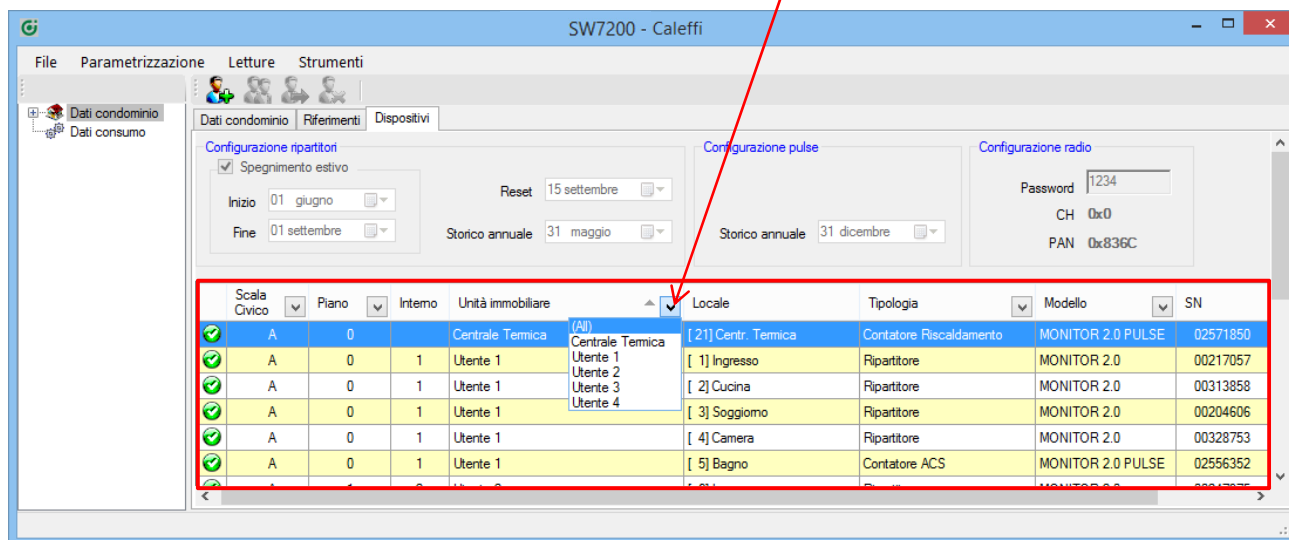 SW7200 - Caleffi
File Parametrizzazione Letture Strumenti
Dati condominio
Dati consumo
Dati condominio Riferimenti Dispositivi
Configurazione ripartitori Configurazione pulse Configurazione radio
Spegnimento estivo
Inizio 01 giugno Reset 15 settembre Password 1234
CH 0x0
Fine 01 settembre Storico annuale 31 maggio Storico annuale 31 dicembre PAN 0x836C
Scala Civico Piano Interno Unità immobiliare Locale Tipologia Modello SN
A 0 Centrale Termica [ 21] Centr. Termica Contatore Riscaldamento MONITOR 2.0 PULSE 02571850
A 0 1 Utente 1 [ 1] Ingresso Ripartitore MONITOR 2.0 00217057
A 0 1 Utente 1 [ 2] Cucina Ripartitore MONITOR 2.0 00313858
A 0 1 Utente 1 [ 3] Soggiorno Ripartitore MONITOR 2.0 00204606
A 0 1 Utente 1 [ 4] Camera Ripartitore MONITOR 2.0 00328753
A 0 1 Utente 1 [ 5] Bagno Contatore ACS MONITOR 2.0 PULSE 02556352
(All)
Centrale Termica
Utente 1
Utente 2
Utente 3
Utente 4